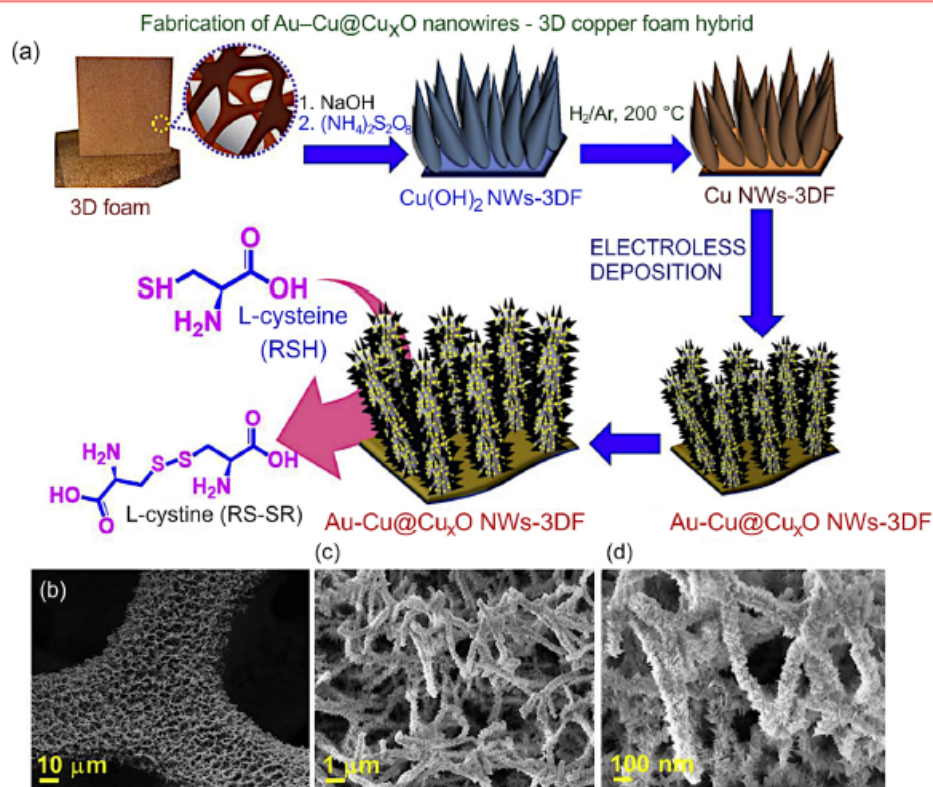 Fabrication of Au–Cu@CuₓO nanowires - 3D copper foam hybrid
(a)
1. NaOH
2. (NH₄)₂S₂O₈
H₂/Ar, 200 °C
3D foam
Cu(OH)₂ NWs-3DF
Cu NWs-3DF
ELECTROLESS
DEPOSITION
O
SH
OH
H₂N
L-cysteine
(RSH)
O
H₂N
S
S
OH
HO
H₂N
O
L-cystine (RS-SR)
Au-Cu@CuₓO NWs-3DF
Au-Cu@CuₓO NWs-3DF
(b)
(c)
(d)
10 μm
1 μm
100 nm